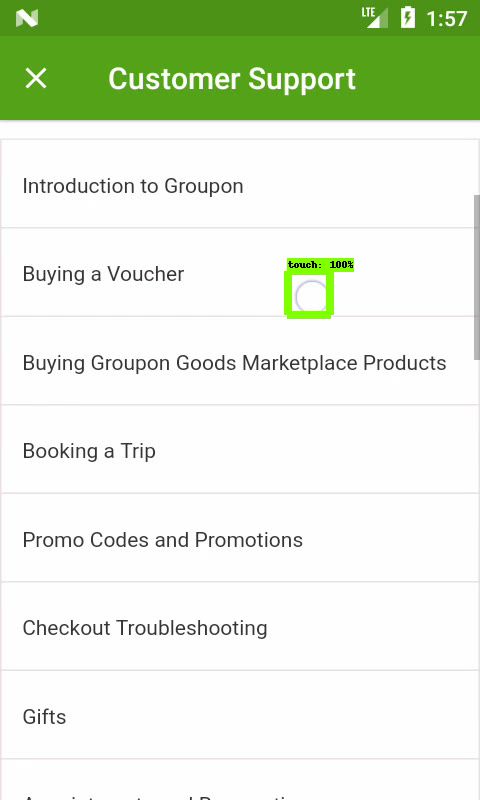 LTE 1:57
Customer Support
Introduction to Groupon
touch: 100%
Buying a Voucher
Buying Groupon Goods Marketplace Products
Booking a Trip
Promo Codes and Promotions
Checkout Troubleshooting
Gifts